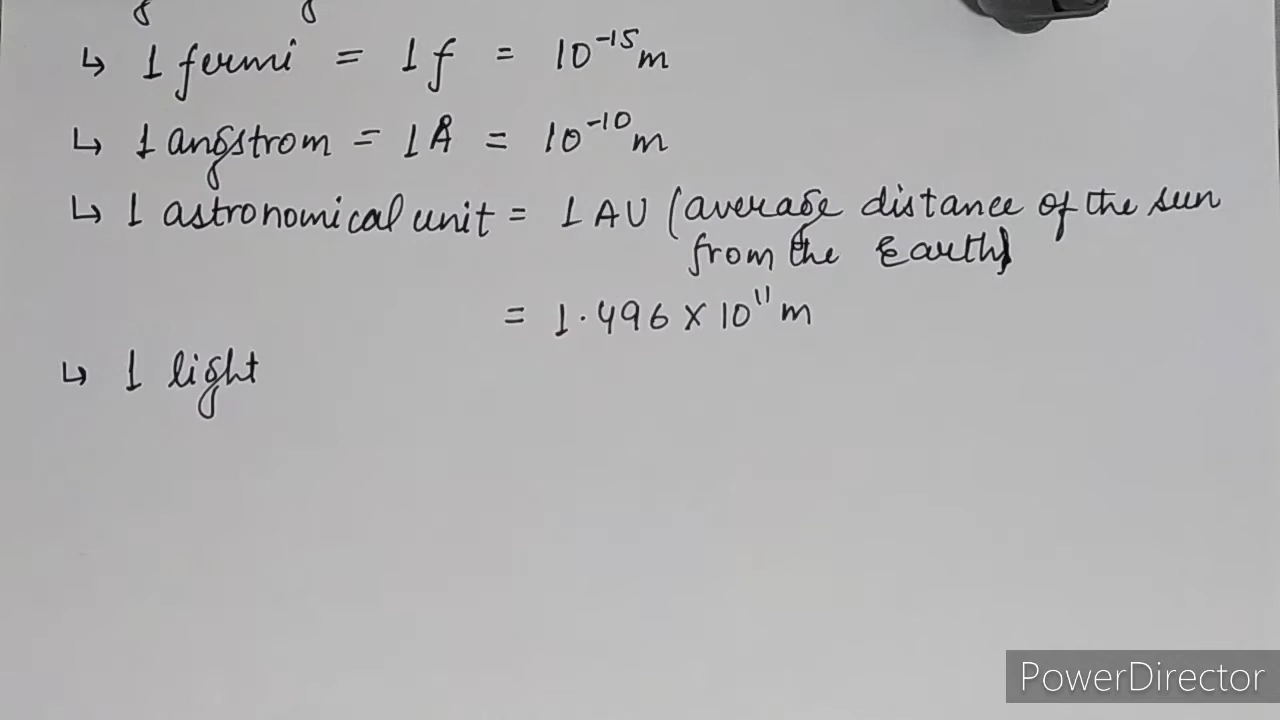 ↳ 1 fermi = 1 f = 10⁻¹⁵ m
↳ 1 angstrom = 1 Å = 10⁻¹⁰ m
↳ 1 astronomical unit = 1 AU (average distance of the sun
from the Earth)
= 1.496 × 10¹¹ m
↳ 1 light
PowerDirector